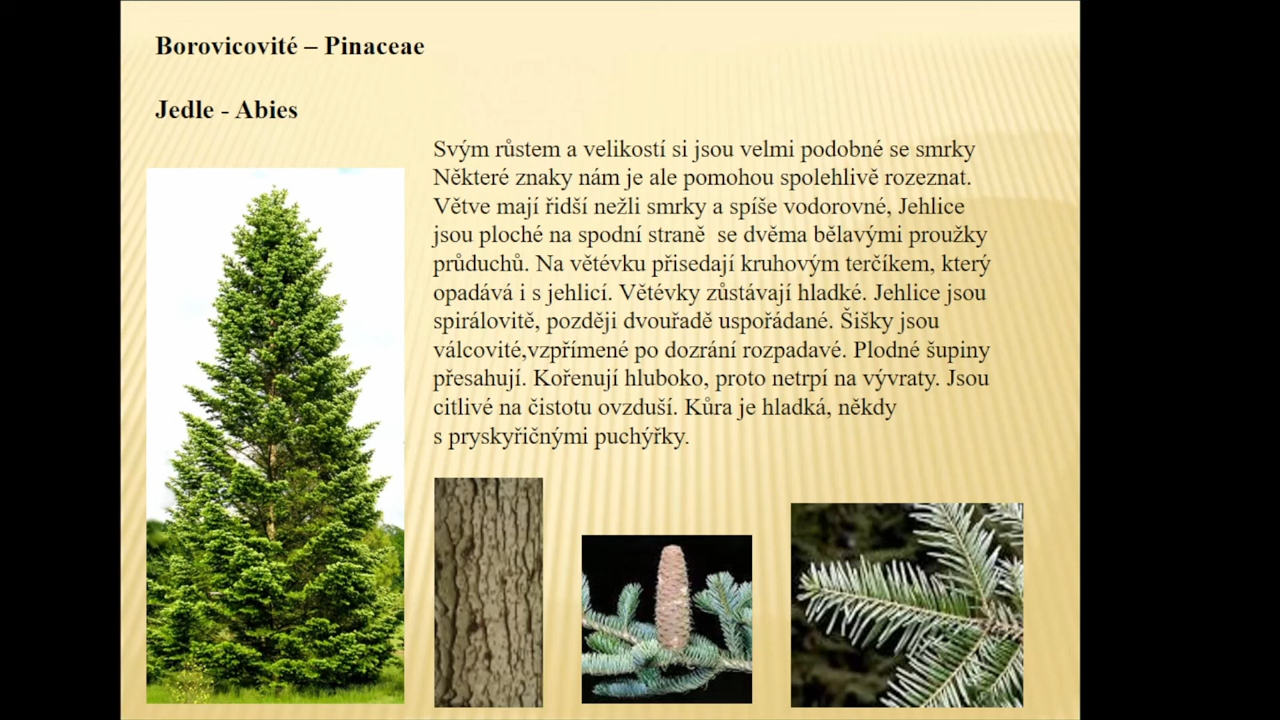 Borovicovité – Pinaceae
Jedle - Abies
Svým růstem a velikostí si jsou velmi podobné se smrky
Některé znaky nám je ale pomohou spolehlivě rozeznat.
Větve mají řidší nežli smrky a spíše vodorovné, Jehlice
jsou ploché na spodní straně  se dvěma bělavými proužky
průduchů. Na větévku přisedají kruhovým terčíkem, který
opadává i s jehlicí. Větévky zůstávají hladké. Jehlice jsou
spirálovitě, později dvouřadě uspořádané. Šišky jsou
válcovité,vzpřímené po dozrání rozpadavé. Plodné šupiny
přesahují. Kořenují hluboko, proto netrpí na vývraty. Jsou
citlivé na čistotu ovzduší. Kůra je hladká, někdy
s pryskyřičnými puchýřky.